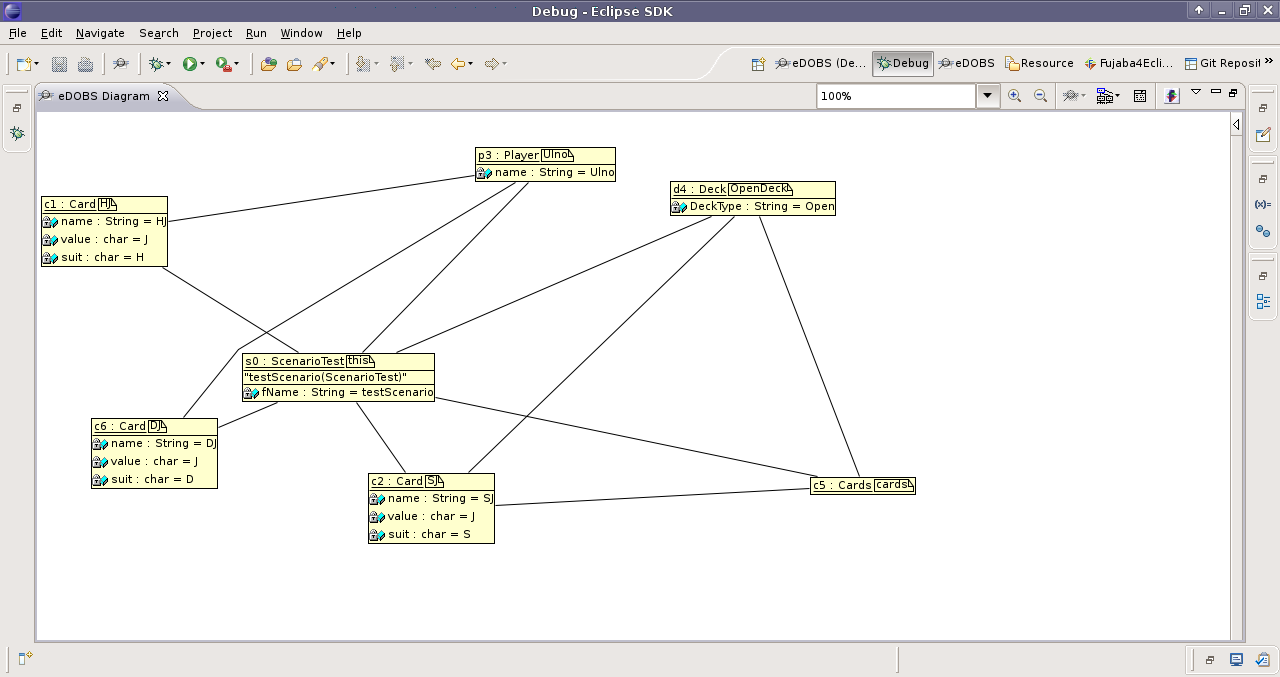 Debug - Eclipse SDK
File Edit Navigate Search Project Run Window Help
eDOBS (De... Debug eDOBS Resource Fujaba4Ecli... Git Reposit
eDOBS Diagram
100%
p3 : Player Ulno
name : String = Ulno
d4 : Deck OpenDeck
DeckType : String = Open
c1 : Card HJ
name : String = HJ
value : char = J
suit : char = H
s0 : ScenarioTest this
"testScenario(ScenarioTest)"
fName : String = testScenario
c6 : Card DJ
name : String = DJ
value : char = J
suit : char = D
c2 : Card SJ
name : String = SJ
value : char = J
suit : char = S
c5 : Cards cards